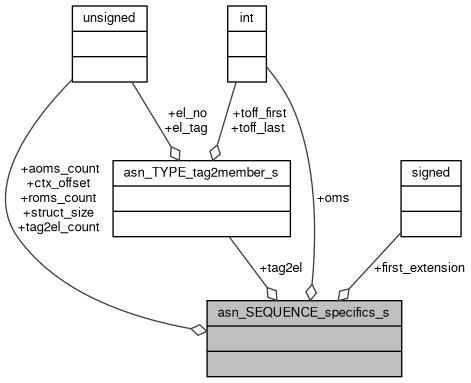 unsigned
int
+el_no
+el_tag
+toff_first
+toff_last
asn_TYPE_tag2member_s
signed
+aoms_count
+ctx_offset
+roms_count
+struct_size
+tag2el_count
+oms
+tag2el
+first_extension
asn_SEQUENCE_specifics_s